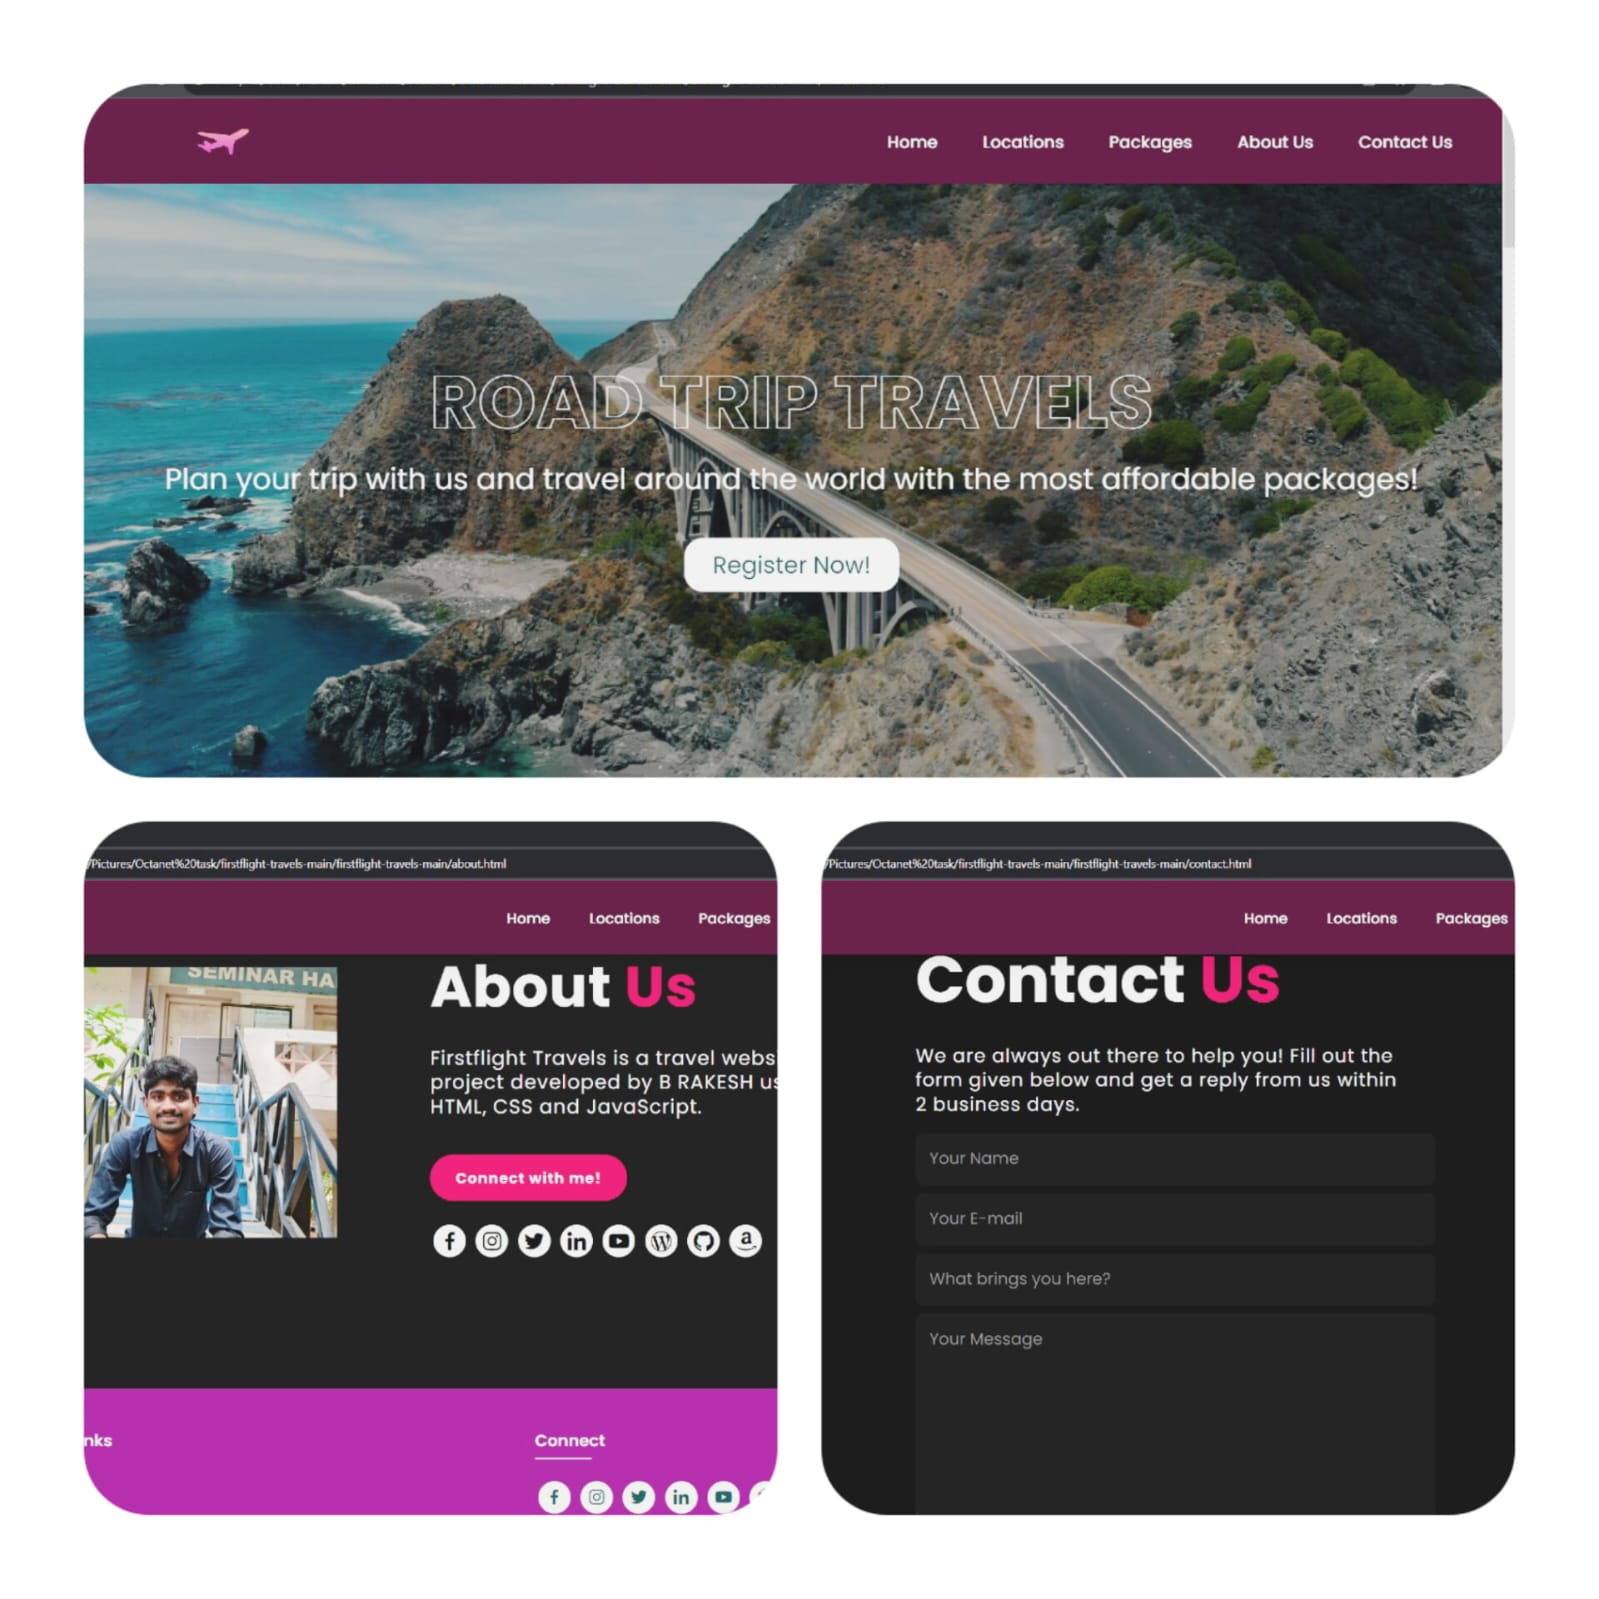 Home Locations Packages About Us Contact Us
ROAD TRIP TRAVELS
Plan your trip with us and travel around the world with the most affordable packages!
Register Now!
/Pictures/Octanet%20task/firstflight-travels-main/firstflight-travels-main/about.html
Home Locations Packages
SEMINAR HA
About Us
Firstflight Travels is a travel webs
project developed by B RAKESH us
HTML, CSS and JavaScript.
Connect with me!
nks
Connect
/Pictures/Octanet%20task/firstflight-travels-main/firstflight-travels-main/contact.html
Home Locations Packages
Contact Us
We are always out there to help you! Fill out the
form given below and get a reply from us within
2 business days.
Your Name
Your E-mail
What brings you here?
Your Message